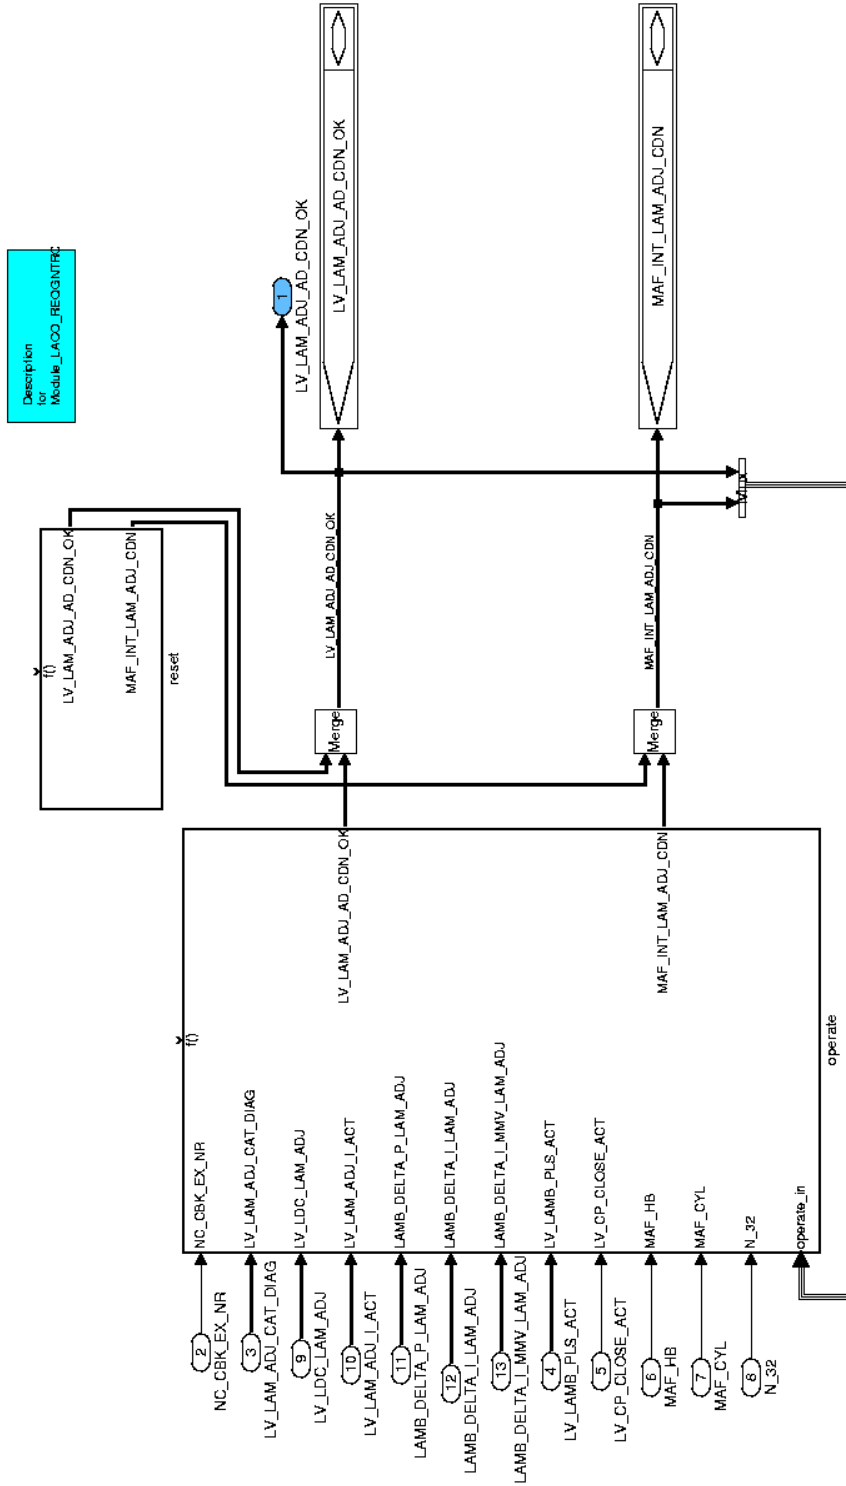 Description
for
Module_LACO_REOGNTRC
f()
LV_LAM_ADJ_AD_CDN_OK
MAF_INT_LAM_ADJ_CDN
reset
1
LV_LAM_ADJ_AD_CDN_OK
LV_LAM_ADJ_AD_CDN_OK
MAF_INT_LAM_ADJ_CDN
LV_LAM_ADJ_AD_CDN_OK
MAF_INT_LAM_ADJ_CDN
Merge
Merge
Mux
f()
NC_CBK_EX_NR
LV_LAM_ADJ_CAT_DIAG
LV_LDC_LAM_ADJ
LV_LAM_ADJ_I_ACT
LAMB_DELTA_P_LAM_ADJ
LAMB_DELTA_I_LAM_ADJ
LAMB_DELTA_I_MMV_LAM_ADJ
LV_LAMB_PLS_ACT
LV_CP_CLOSE_ACT
MAF_HB
MAF_CYL
N_32
operate_in
LV_LAM_ADJ_AD_CDN_OK
MAF_INT_LAM_ADJ_CDN
operate
2
NC_CBK_EX_NR
3
LV_LAM_ADJ_CAT_DIAG
9
LV_LDC_LAM_ADJ
10
LV_LAM_ADJ_I_ACT
11
LAMB_DELTA_P_LAM_ADJ
12
LAMB_DELTA_I_LAM_ADJ
13
LAMB_DELTA_I_MMV_LAM_ADJ
4
LV_LAMB_PLS_ACT
5
LV_CP_CLOSE_ACT
6
MAF_HB
7
MAF_CYL
8
N_32